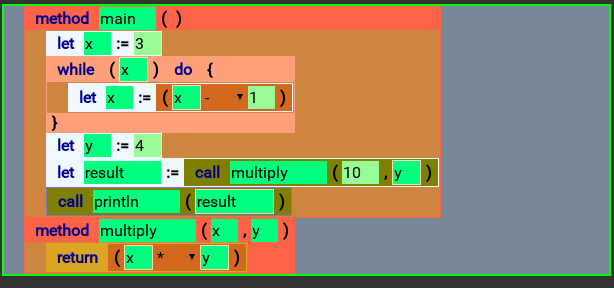 method main ( )
let x := 3
while ( x ) do {
let x := ( x - ▼ 1 )
}
let y := 4
let result := call multiply ( 10 , y )
call println ( result )
method multiply ( x , y )
return ( x * ▼ y )